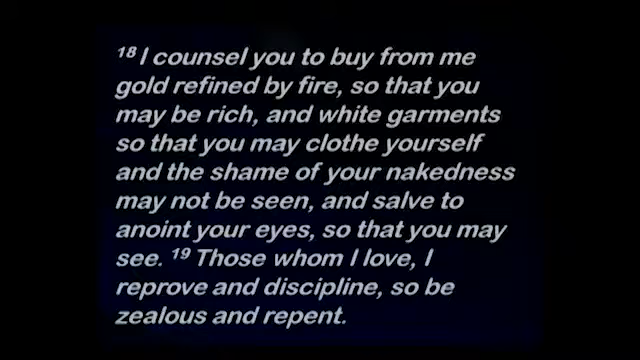 18 I counsel you to buy from me
gold refined by fire, so that you
may be rich, and white garments
so that you may clothe yourself
and the shame of your nakedness
may not be seen, and salve to
anoint your eyes, so that you may
see. 19 Those whom I love, I
reprove and discipline, so be
zealous and repent.